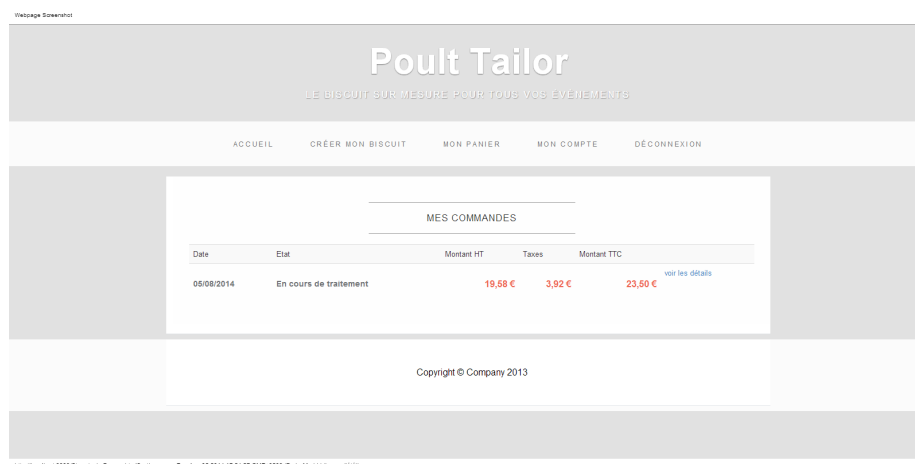 Webpage Screenshot
Poult Tailor
LE BISCUIT SUR MESURE POUR TOUS VOS ÉVÉNEMENTS
ACCUEIL CRÉER MON BISCUIT MON PANIER MON COMPTE DÉCONNEXION
MES COMMANDES
Date Etat Montant HT Taxes Montant TTC
voir les détails
05/08/2014 En cours de traitement 19,58 € 3,92 € 23,50 €
Copyright © Company 2013